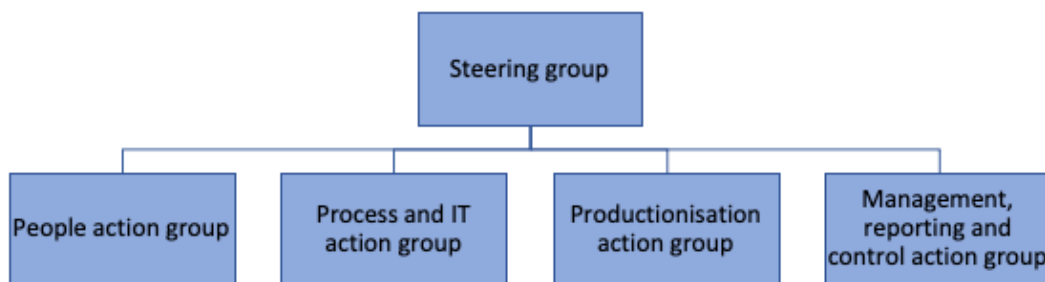 Steering group
People action group
Process and IT
action group
Productionisation
action group
Management,
reporting and
control action group